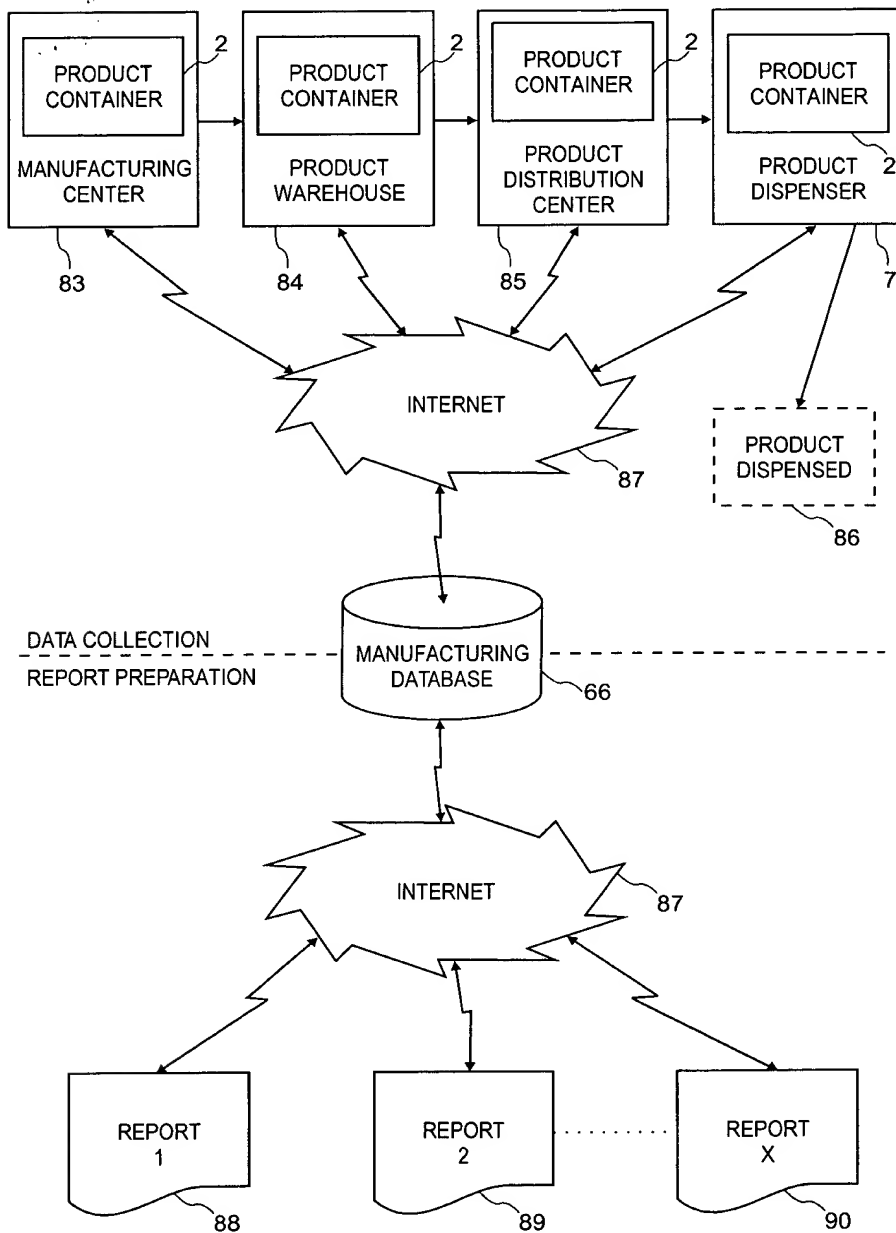 PRODUCT
CONTAINER
2
MANUFACTURING
CENTER
83
PRODUCT
CONTAINER
2
PRODUCT
WAREHOUSE
84
PRODUCT
CONTAINER
2
PRODUCT
DISTRIBUTION
CENTER
85
PRODUCT
CONTAINER
2
PRODUCT
DISPENSER
7
INTERNET
87
PRODUCT
DISPENSED
86
DATA COLLECTION
REPORT PREPARATION
MANUFACTURING
DATABASE
66
INTERNET
87
REPORT
1
88
REPORT
2
89
REPORT
X
90